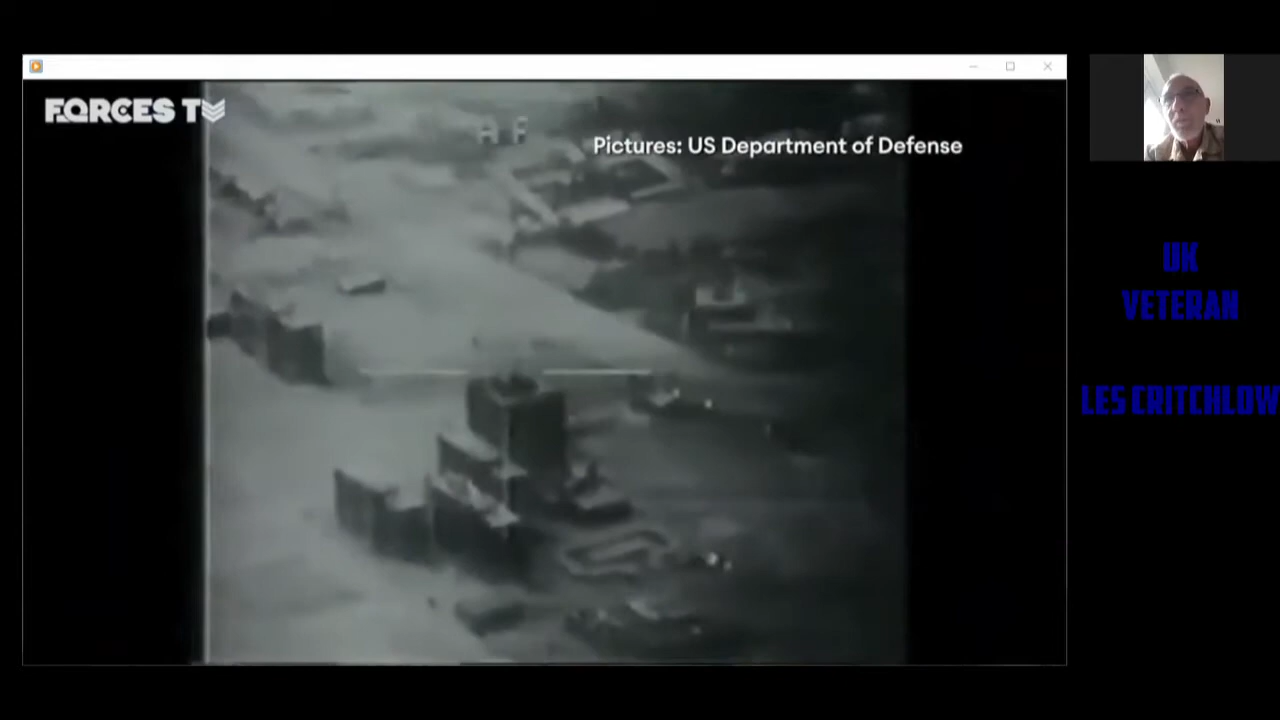 FORCES TV
A F
Pictures: US Department of Defense
UK
VETERAN
LES CRITCHLOW